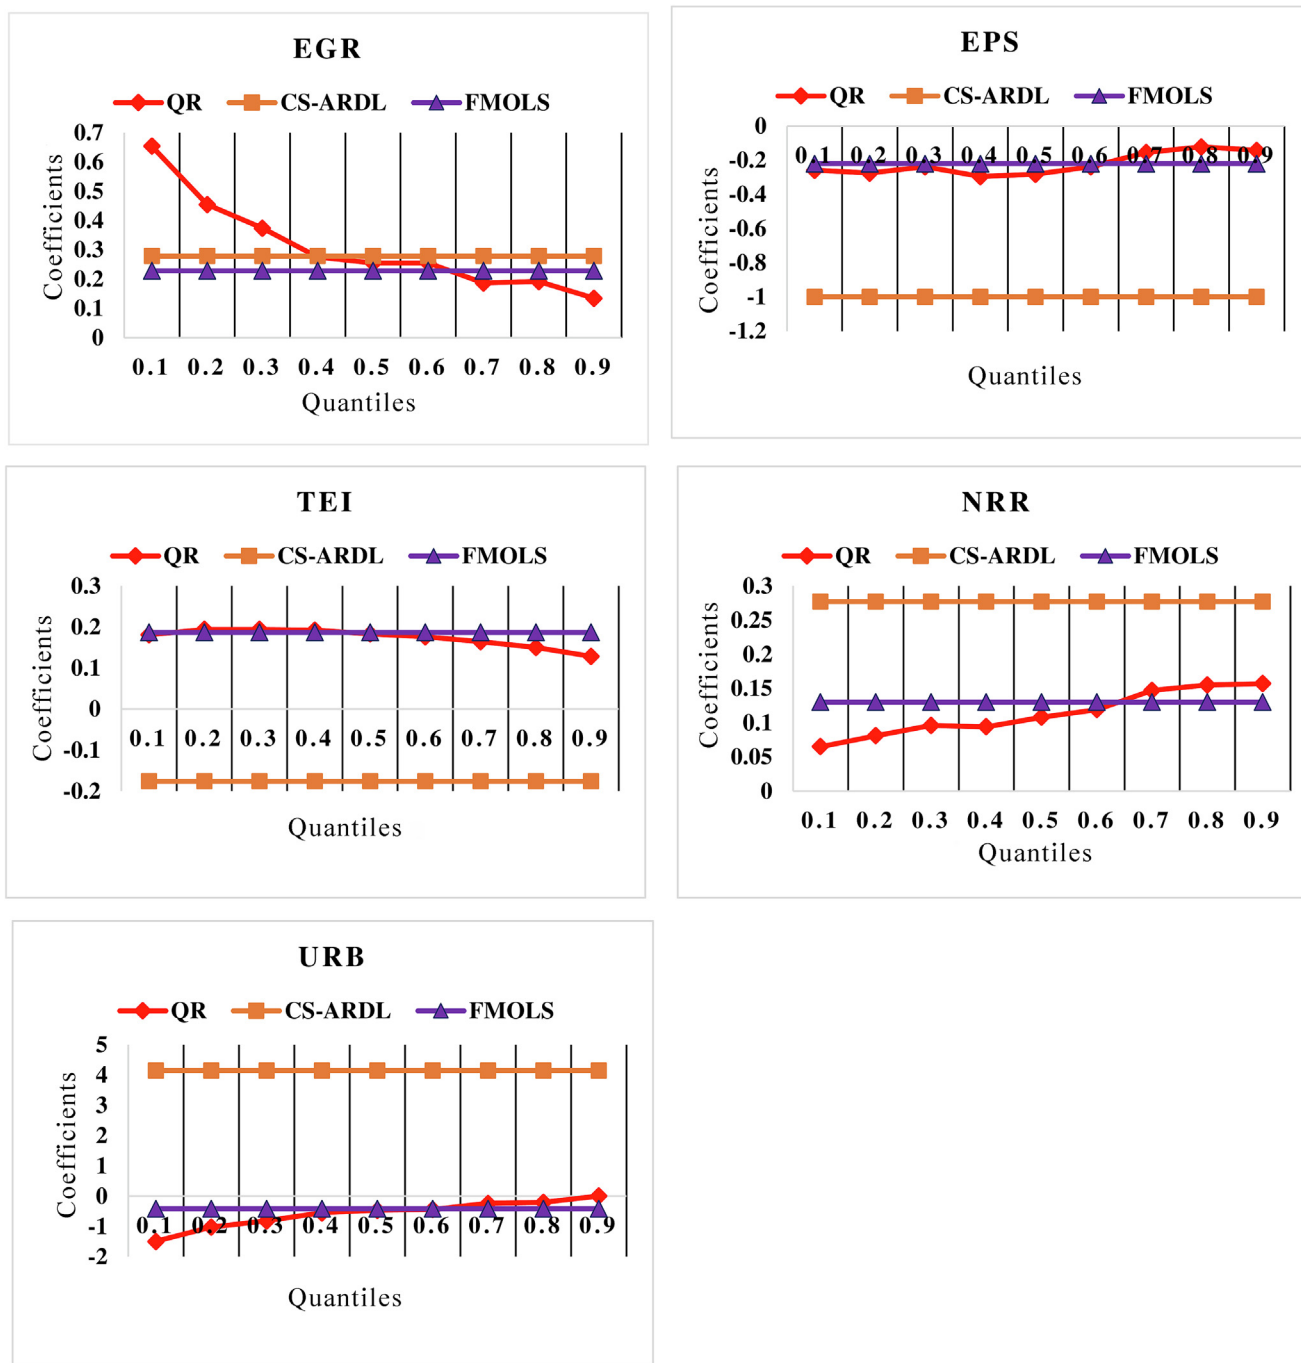 EGR
QR CS-ARDL FMOLS
0.7
0.6
0.5
0.4
0.3
0.2
0.1
0
Coefficients
0.1 0.2 0.3 0.4 0.5 0.6 0.7 0.8 0.9
Quantiles
EPS
QR CS-ARDL FMOLS
0
-0.2
-0.4
-0.6
-0.8
-1
-1.2
Coefficients
0.1 0.2 0.3 0.4 0.5 0.6 0.7 0.8 0.9
Quantiles
TEI
QR CS-ARDL FMOLS
0.3
0.2
0.1
0
-0.1
-0.2
Coefficients
0.1 0.2 0.3 0.4 0.5 0.6 0.7 0.8 0.9
Quantiles
NRR
QR CS-ARDL FMOLS
0.3
0.25
0.2
0.15
0.1
0.05
0
Coefficients
0.1 0.2 0.3 0.4 0.5 0.6 0.7 0.8 0.9
Quantiles
URB
QR CS-ARDL FMOLS
5
4
3
2
1
0
-1
-2
Coefficients
0.1 0.2 0.3 0.4 0.5 0.6 0.7 0.8 0.9
Quantiles